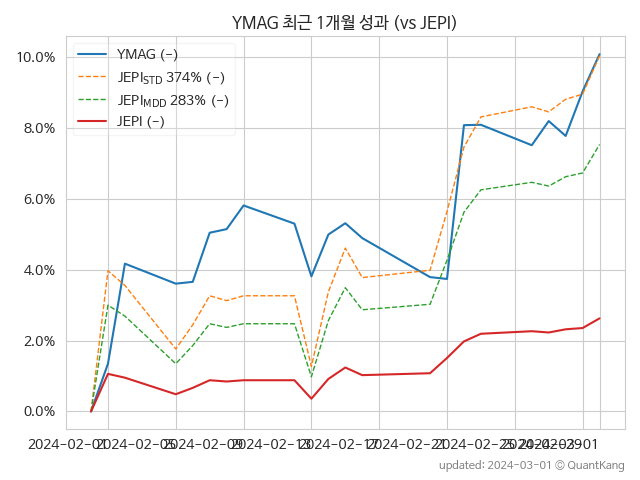 YMAG 최근 1개월 성과 (vs JEPI)
YMAG (-)
JEPI_STD 374% (-)
JEPI_MDD 283% (-)
JEPI (-)
10.0%
8.0%
6.0%
4.0%
2.0%
0.0%
2024-02-01 2024-02-05 2024-02-09 2024-02-13 2024-02-17 2024-02-21 2024-02-25 2024-02-29 2024-03-01
updated: 2024-03-01 © QuantKang